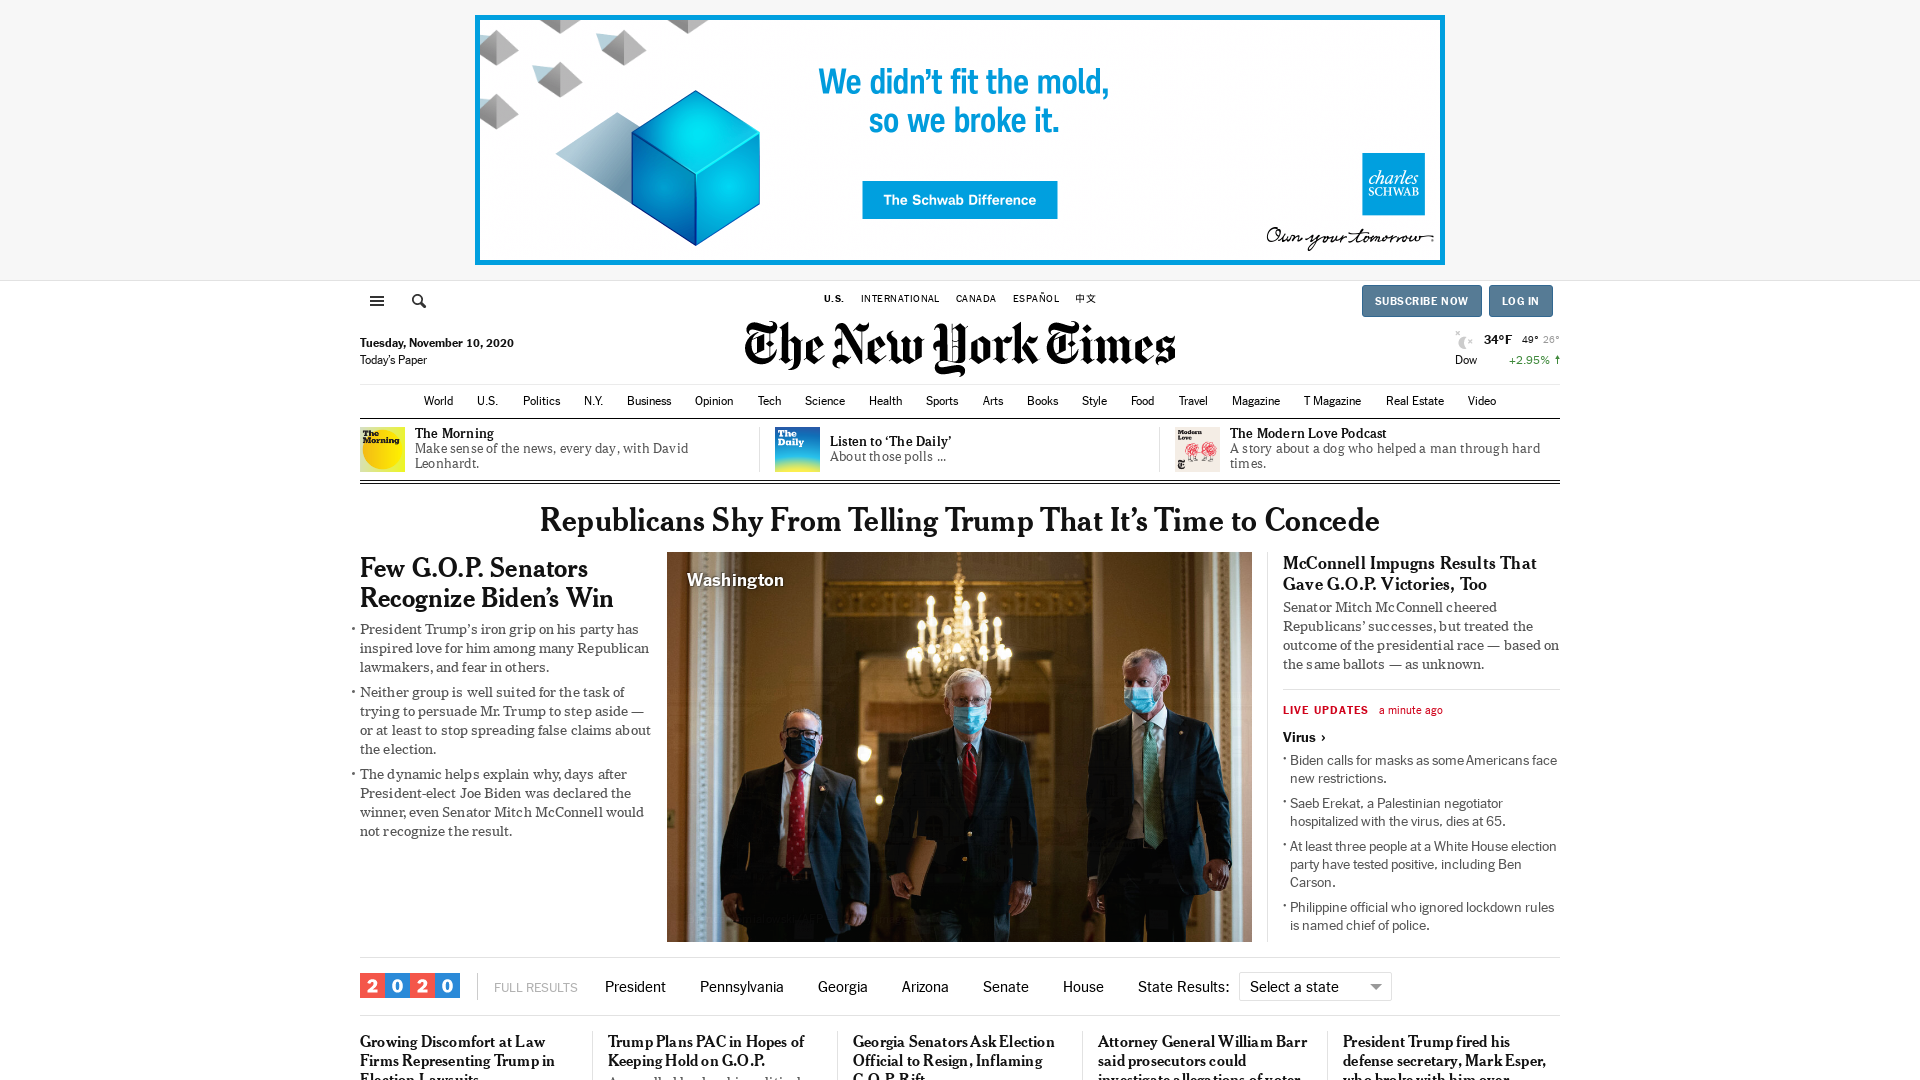 We didn't fit the mold,
so we broke it.
The Schwab Difference
charles
SCHWAB
Own your tomorrow.
U.S. INTERNATIONAL CANADA ESPAÑOL 中文
SUBSCRIBE NOW LOG IN
Tuesday, November 10, 2020
Today's Paper
The New York Times
34°F 49° 26°
Dow +2.95% ↑
World U.S. Politics N.Y. Business Opinion Tech Science Health Sports Arts Books Style Food Travel Magazine T Magazine Real Estate Video
The
Morning
The Morning
Make sense of the news, every day, with David
Leonhardt.
The
Daily
Listen to ‘The Daily’
About those polls ...
Modern
Love
The Modern Love Podcast
A story about a dog who helped a man through hard
times.
Republicans Shy From Telling Trump That It’s Time to Concede
Few G.O.P. Senators
Recognize Biden’s Win
• President Trump’s iron grip on his party has
inspired love for him among many Republican
lawmakers, and fear in others.
• Neither group is well suited for the task of
trying to persuade Mr. Trump to step aside —
or at least to stop spreading false claims about
the election.
• The dynamic helps explain why, days after
President-elect Joe Biden was declared the
winner, even Senator Mitch McConnell would
not recognize the result.
Washington
McConnell Impugns Results That
Gave G.O.P. Victories, Too
Senator Mitch McConnell cheered
Republicans’ successes, but treated the
outcome of the presidential race — based on
the same ballots — as unknown.
LIVE UPDATES a minute ago
Virus ›
• Biden calls for masks as some Americans face
new restrictions.
• Saeb Erekat, a Palestinian negotiator
hospitalized with the virus, dies at 65.
• At least three people at a White House election
party have tested positive, including Ben
Carson.
• Philippine official who ignored lockdown rules
is named chief of police.
2020 FULL RESULTS President Pennsylvania Georgia Arizona Senate House State Results: Select a state
Growing Discomfort at Law
Firms Representing Trump in
Election Lawsuits
Trump Plans PAC in Hopes of
Keeping Hold on G.O.P.
Georgia Senators Ask Election
Official to Resign, Inflaming
G.O.P. Rift
Attorney General William Barr
said prosecutors could
investigate allegations of voter
President Trump fired his
defense secretary, Mark Esper,
who broke with him over